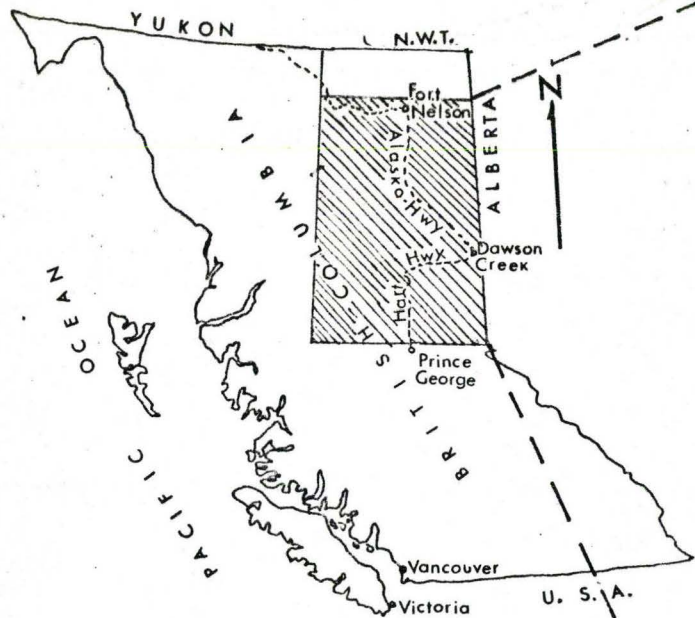 YUKON
N.W.T.
Fort
Nelson
N
ALBERTA
Alaska
Hwy
Dawson
Creek
Hwy
Hart
Prince
George
BRITISH COLUMBIA
PACIFIC OCEAN
Vancouver
Victoria
U. S. A.